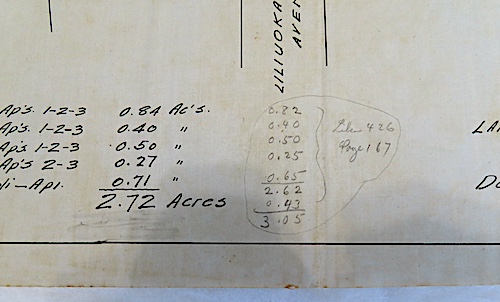 LILIUOKA
AVEN
Ap's. 1-2-3 0.84 Ac's. 0.82
Ap's. 1-2-3 0.40 " 0.40
Ap's 1-2-3 0.50 " 0.50
Ap's 2-3 0.27 " 0.25
i-Ap1. 0.71 " 0.65
2.72 Acres 2.62
0.43
3.05
Liber 426
Page 167
LA
D